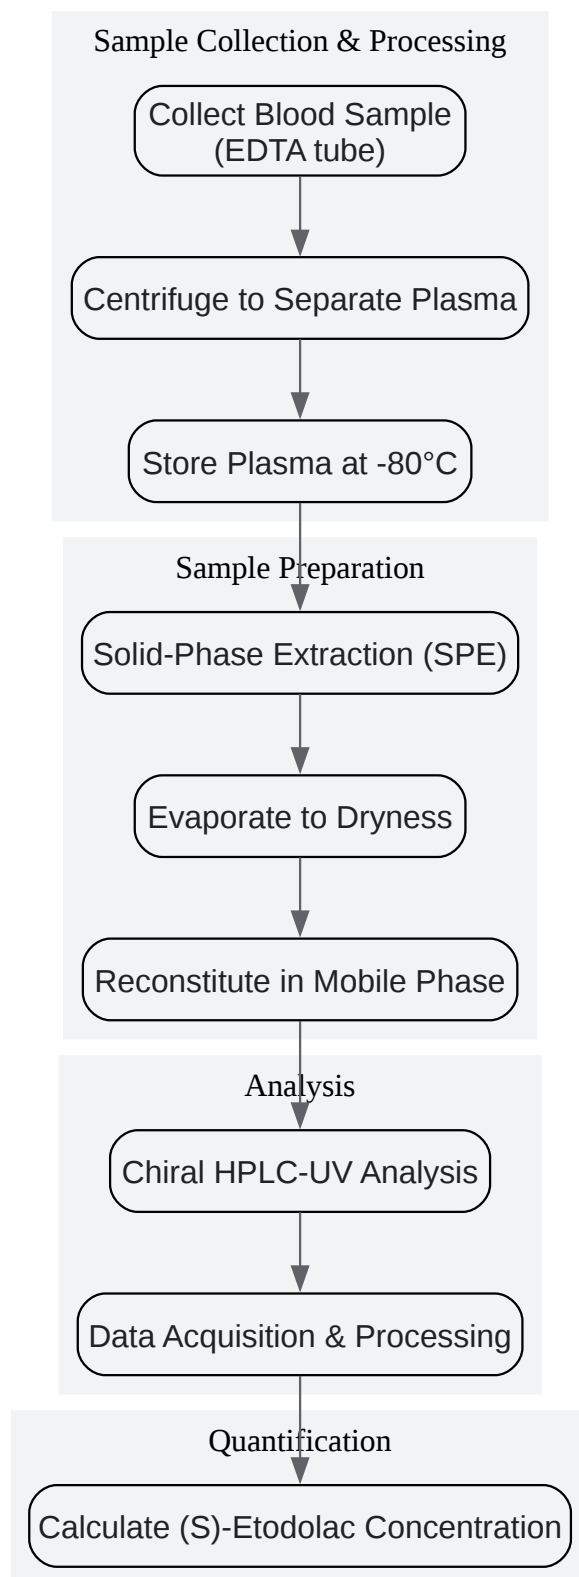 Sample Collection & Processing
Collect Blood Sample
(EDTA tube)
Centrifuge to Separate Plasma
Store Plasma at -80°C
Sample Preparation
Solid-Phase Extraction (SPE)
Evaporate to Dryness
Reconstitute in Mobile Phase
Analysis
Chiral HPLC-UV Analysis
Data Acquisition & Processing
Quantification
Calculate (S)-Etodolac Concentration